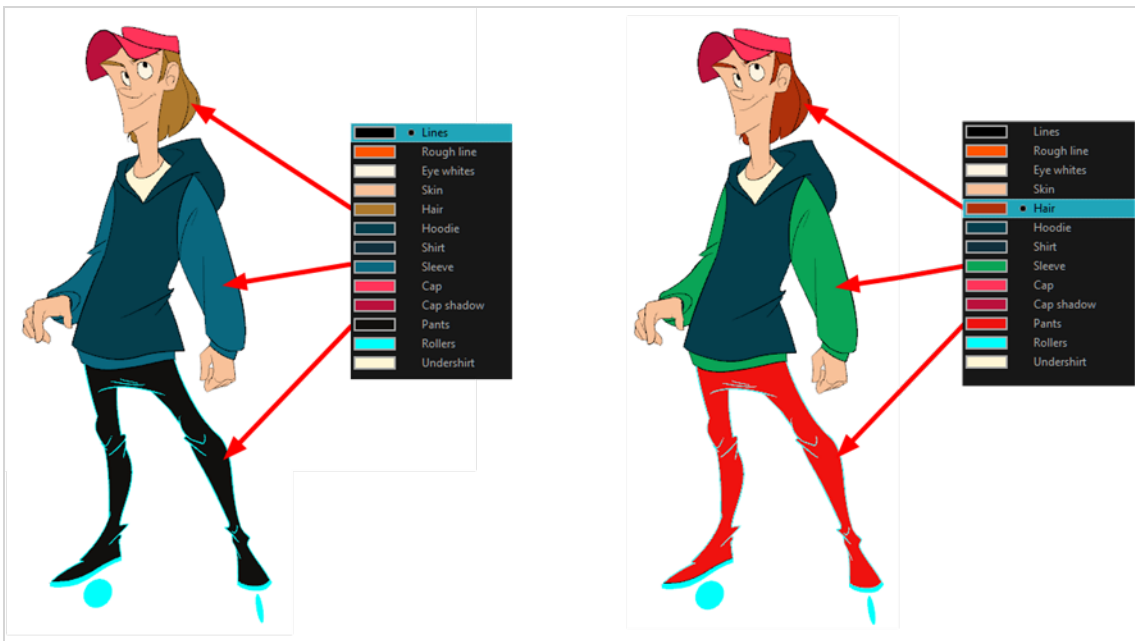 Lines
Rough line
Eye whites
Skin
Hair
Hoodie
Shirt
Sleeve
Cap
Cap shadow
Pants
Rollers
Undershirt
Lines
Rough line
Eye whites
Skin
Hair
Hoodie
Shirt
Sleeve
Cap
Cap shadow
Pants
Rollers
Undershirt